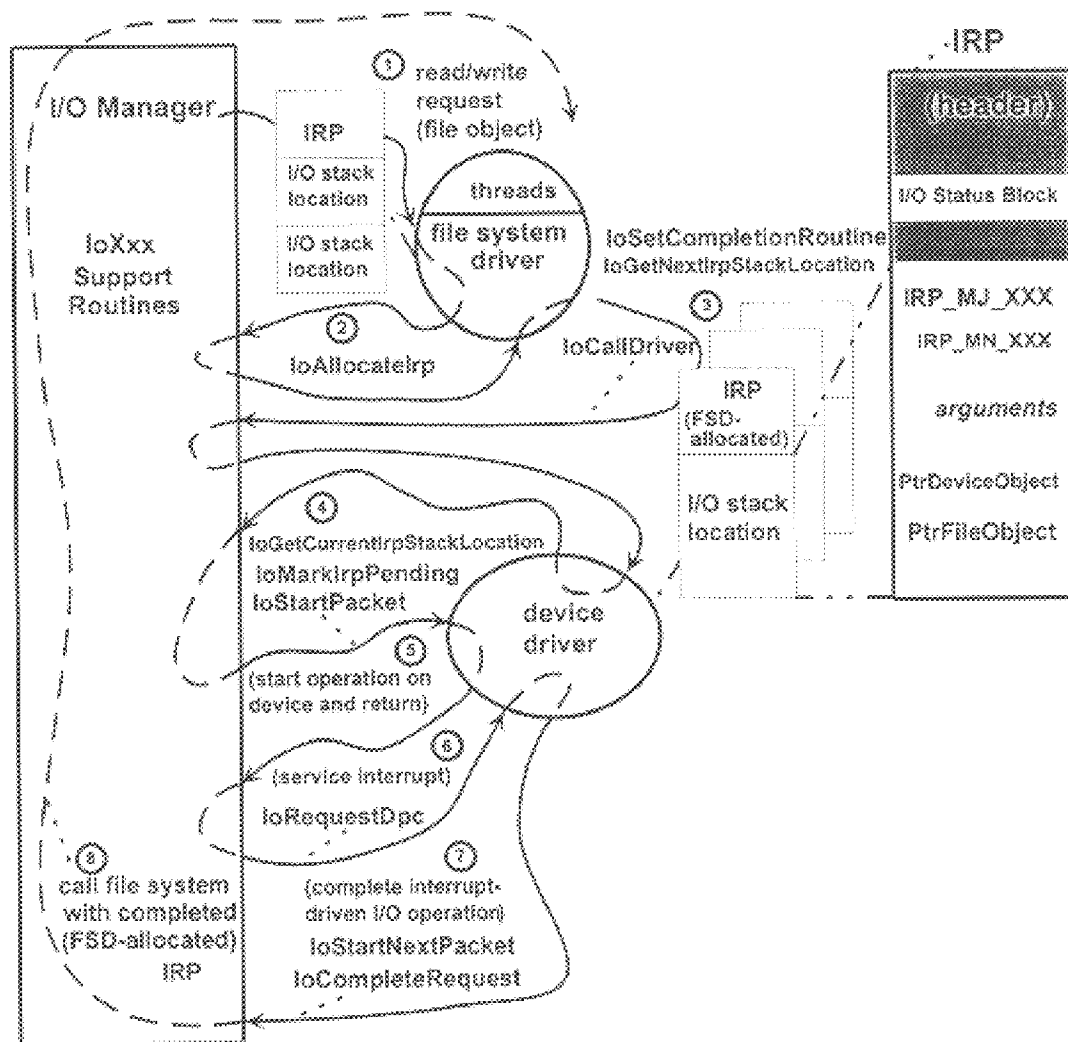 I/O Manager
IoXxx
Support
Routines
IRP
I/O stack
location
I/O stack
location
1
read/write
request
(file object)
threads
file system
driver
2
IoAllocateIrp
IoSetCompletionRoutine
IoGetNextIrpStackLocation
3
IoCallDriver
IRP
(FSD-
allocated)
I/O stack
location
IRP
(header)
I/O Status Block
IRP_MJ_XXX
IRP_MN_XXX
arguments
PtrDeviceObject
PtrFileObject
4
IoGetCurrentIrpStackLocation
IoMarkIrpPending
IoStartPacket
device
driver
5
(start operation on
device and return)
6
(service interrupt)
IoRequestDpc
7
(complete interrupt-
driven I/O operation)
IoStartNextPacket
IoCompleteRequest
8
call file system
with completed
(FSD-allocated)
IRP